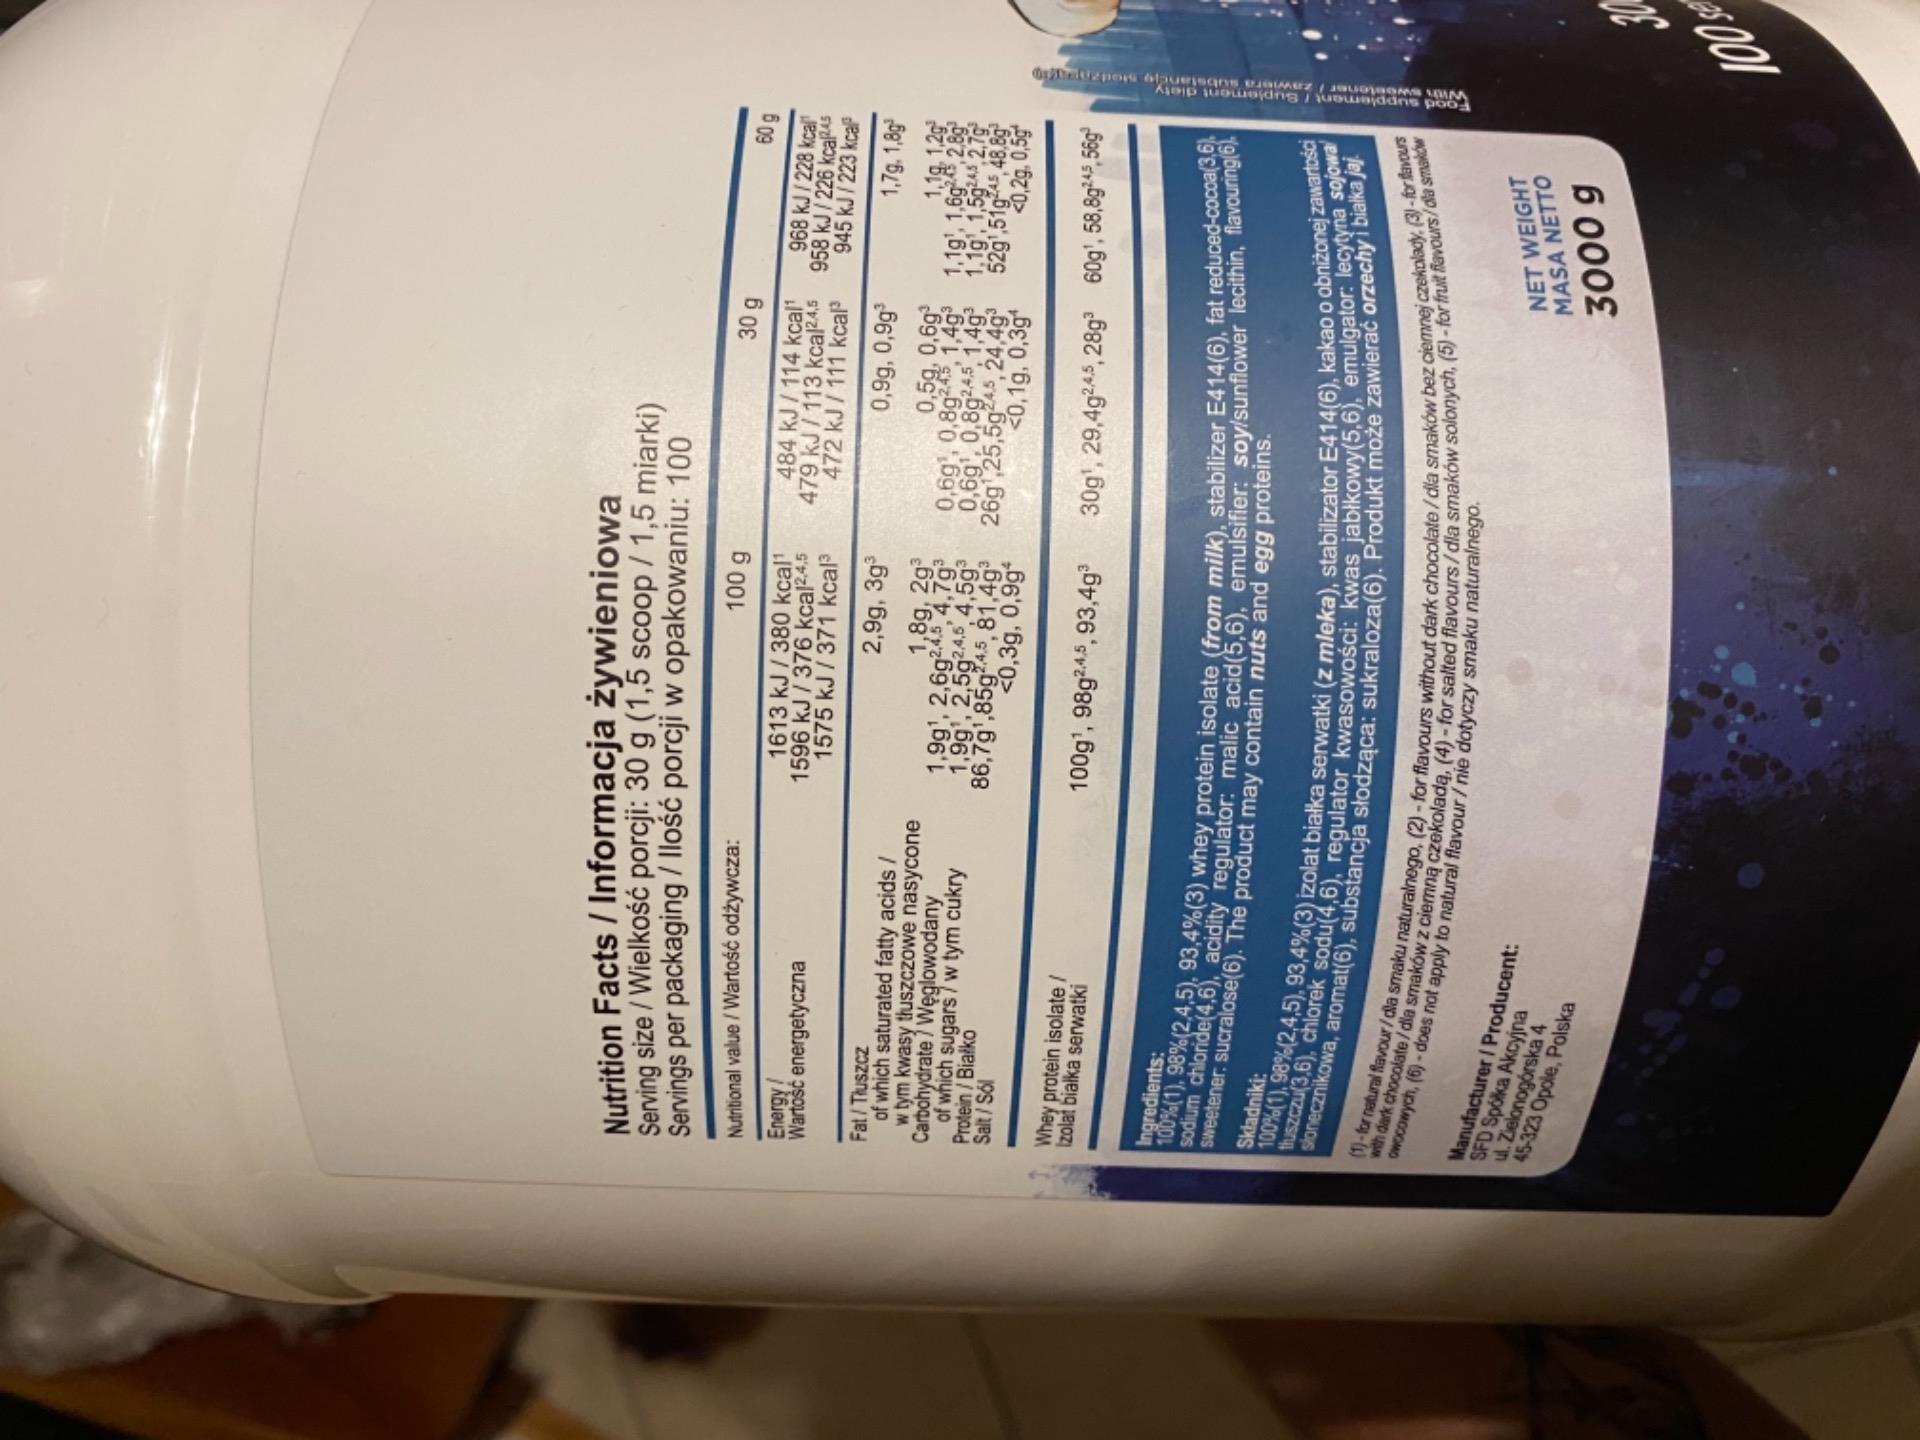 Nutrition Facts / Informacja żywieniowa
Serving size / Wielkość porcji: 30 g (1,5 scoop / 1,5 miarki)
Servings per packaging / Ilość porcji w opakowaniu: 100
Nutritional value / Wartość odżywcza: 100 g 30 g 60 g
Energy / 1613 kJ / 380 kcal¹ 484 kJ / 114 kcal¹ 968 kJ / 228 kcal¹
Wartość energetyczna 1596 kJ / 376 kcal²,⁴,⁵ 479 kJ / 113 kcal²,⁴,⁵ 958 kJ / 226 kcal²,⁴,⁵
1575 kJ / 371 kcal³ 472 kJ / 111 kcal³ 945 kJ / 223 kcal³
Fat / Tłuszcz 2,9g, 3g³ 0,9g, 0,9g³ 1,7g, 1,8g³
of which saturated fatty acids /
w tym kwasy tłuszczowe nasycone 1,8g, 2g³ 0,5g, 0,6g³ 1,1g, 1,2g³
Carbohydrate / Węglowodany 1,9g¹, 2,6g²,⁴,⁵, 4,7g³ 0,6g¹, 0,8g²,⁴,⁵, 1,4g³ 1,1g¹, 1,6g²,⁴,⁵, 2,8g³
of which sugars / w tym cukry 1,9g¹, 2,5g²,⁴,⁵, 4,5g³ 0,6g¹, 0,8g²,⁴,⁵, 1,4g³ 1,1g¹, 1,5g²,⁴,⁵, 2,7g³
Protein / Białko 86,7g¹,85g²,⁴,⁵, 81,4g³ 26g¹,25,5g²,⁴,⁵, 24,4g³ 52g¹,51g²,⁴,⁵, 48,8g³
Salt / Sól <0,3g, 0,9g⁴ <0,1g, 0,3g⁴ <0,2g, 0,5g⁴
Whey protein isolate /
Izolat białka serwatki 100g¹, 98g²,⁴,⁵, 93,4g³ 30g¹, 29,4g²,⁴,⁵, 28g³ 60g¹, 58,8g²,⁴,⁵, 56g³
Ingredients:
100%(1), 98%(2,4,5), 93,4%(3) whey protein isolate (from milk), stabilizer E414(6), fat reduced-cocoa(3,6),
sodium chloride(4,6), acidity regulator: malic acid(5,6), emulsifier: soy/sunflower lecithin, flavouring(6),
sweetener: sucralose(6). The product may contain nuts and egg proteins.
Składniki:
100%(1), 98%(2,4,5), 93,4%(3) izolat białka serwatki (z mleka), stabilizator E414(6), kakao o obniżonej zawartości
tłuszczu(3,6), chlorek sodu(4,6), regulator kwasowości: kwas jabłkowy(5,6), emulgator: lecytyna sojowa/
słonecznikowa, aromat(6), substancja słodząca: sukraloza(6). Produkt może zawierać orzechy i białka jaj.
(1) - for natural flavour / dla smaku naturalnego, (2) - for flavours without dark chocolate / dla smaków bez ciemnej czekolady, (3) - for flavours
with dark chocolate / dla smaków z ciemną czekoladą, (4) - for salted flavours / dla smaków solonych, (5) - for fruit flavours / dla smaków
owocowych, (6) - does not apply to natural flavour / nie dotyczy smaku naturalnego.
Manufacturer / Producent:
SFD Spółka Akcyjna
ul. Zielonogórska 4
45-323 Opole, Polska
NET WEIGHT
MASA NETTO
3000 g
Food supplement / Suplement diety
With sweetener / zawiera substancję słodzącą
100